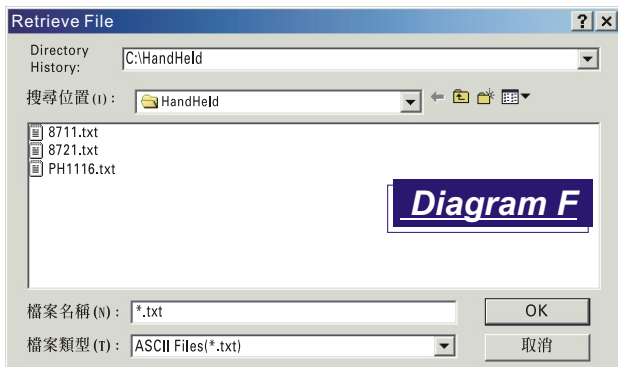 Retrieve File
Directory History:
C:\HandHeld
搜尋位置(I):
HandHeld
8711.txt
8721.txt
PH1116.txt
Diagram F
檔案名稱(N):
*.txt
OK
檔案類型(T):
ASCII Files(*.txt)
取消